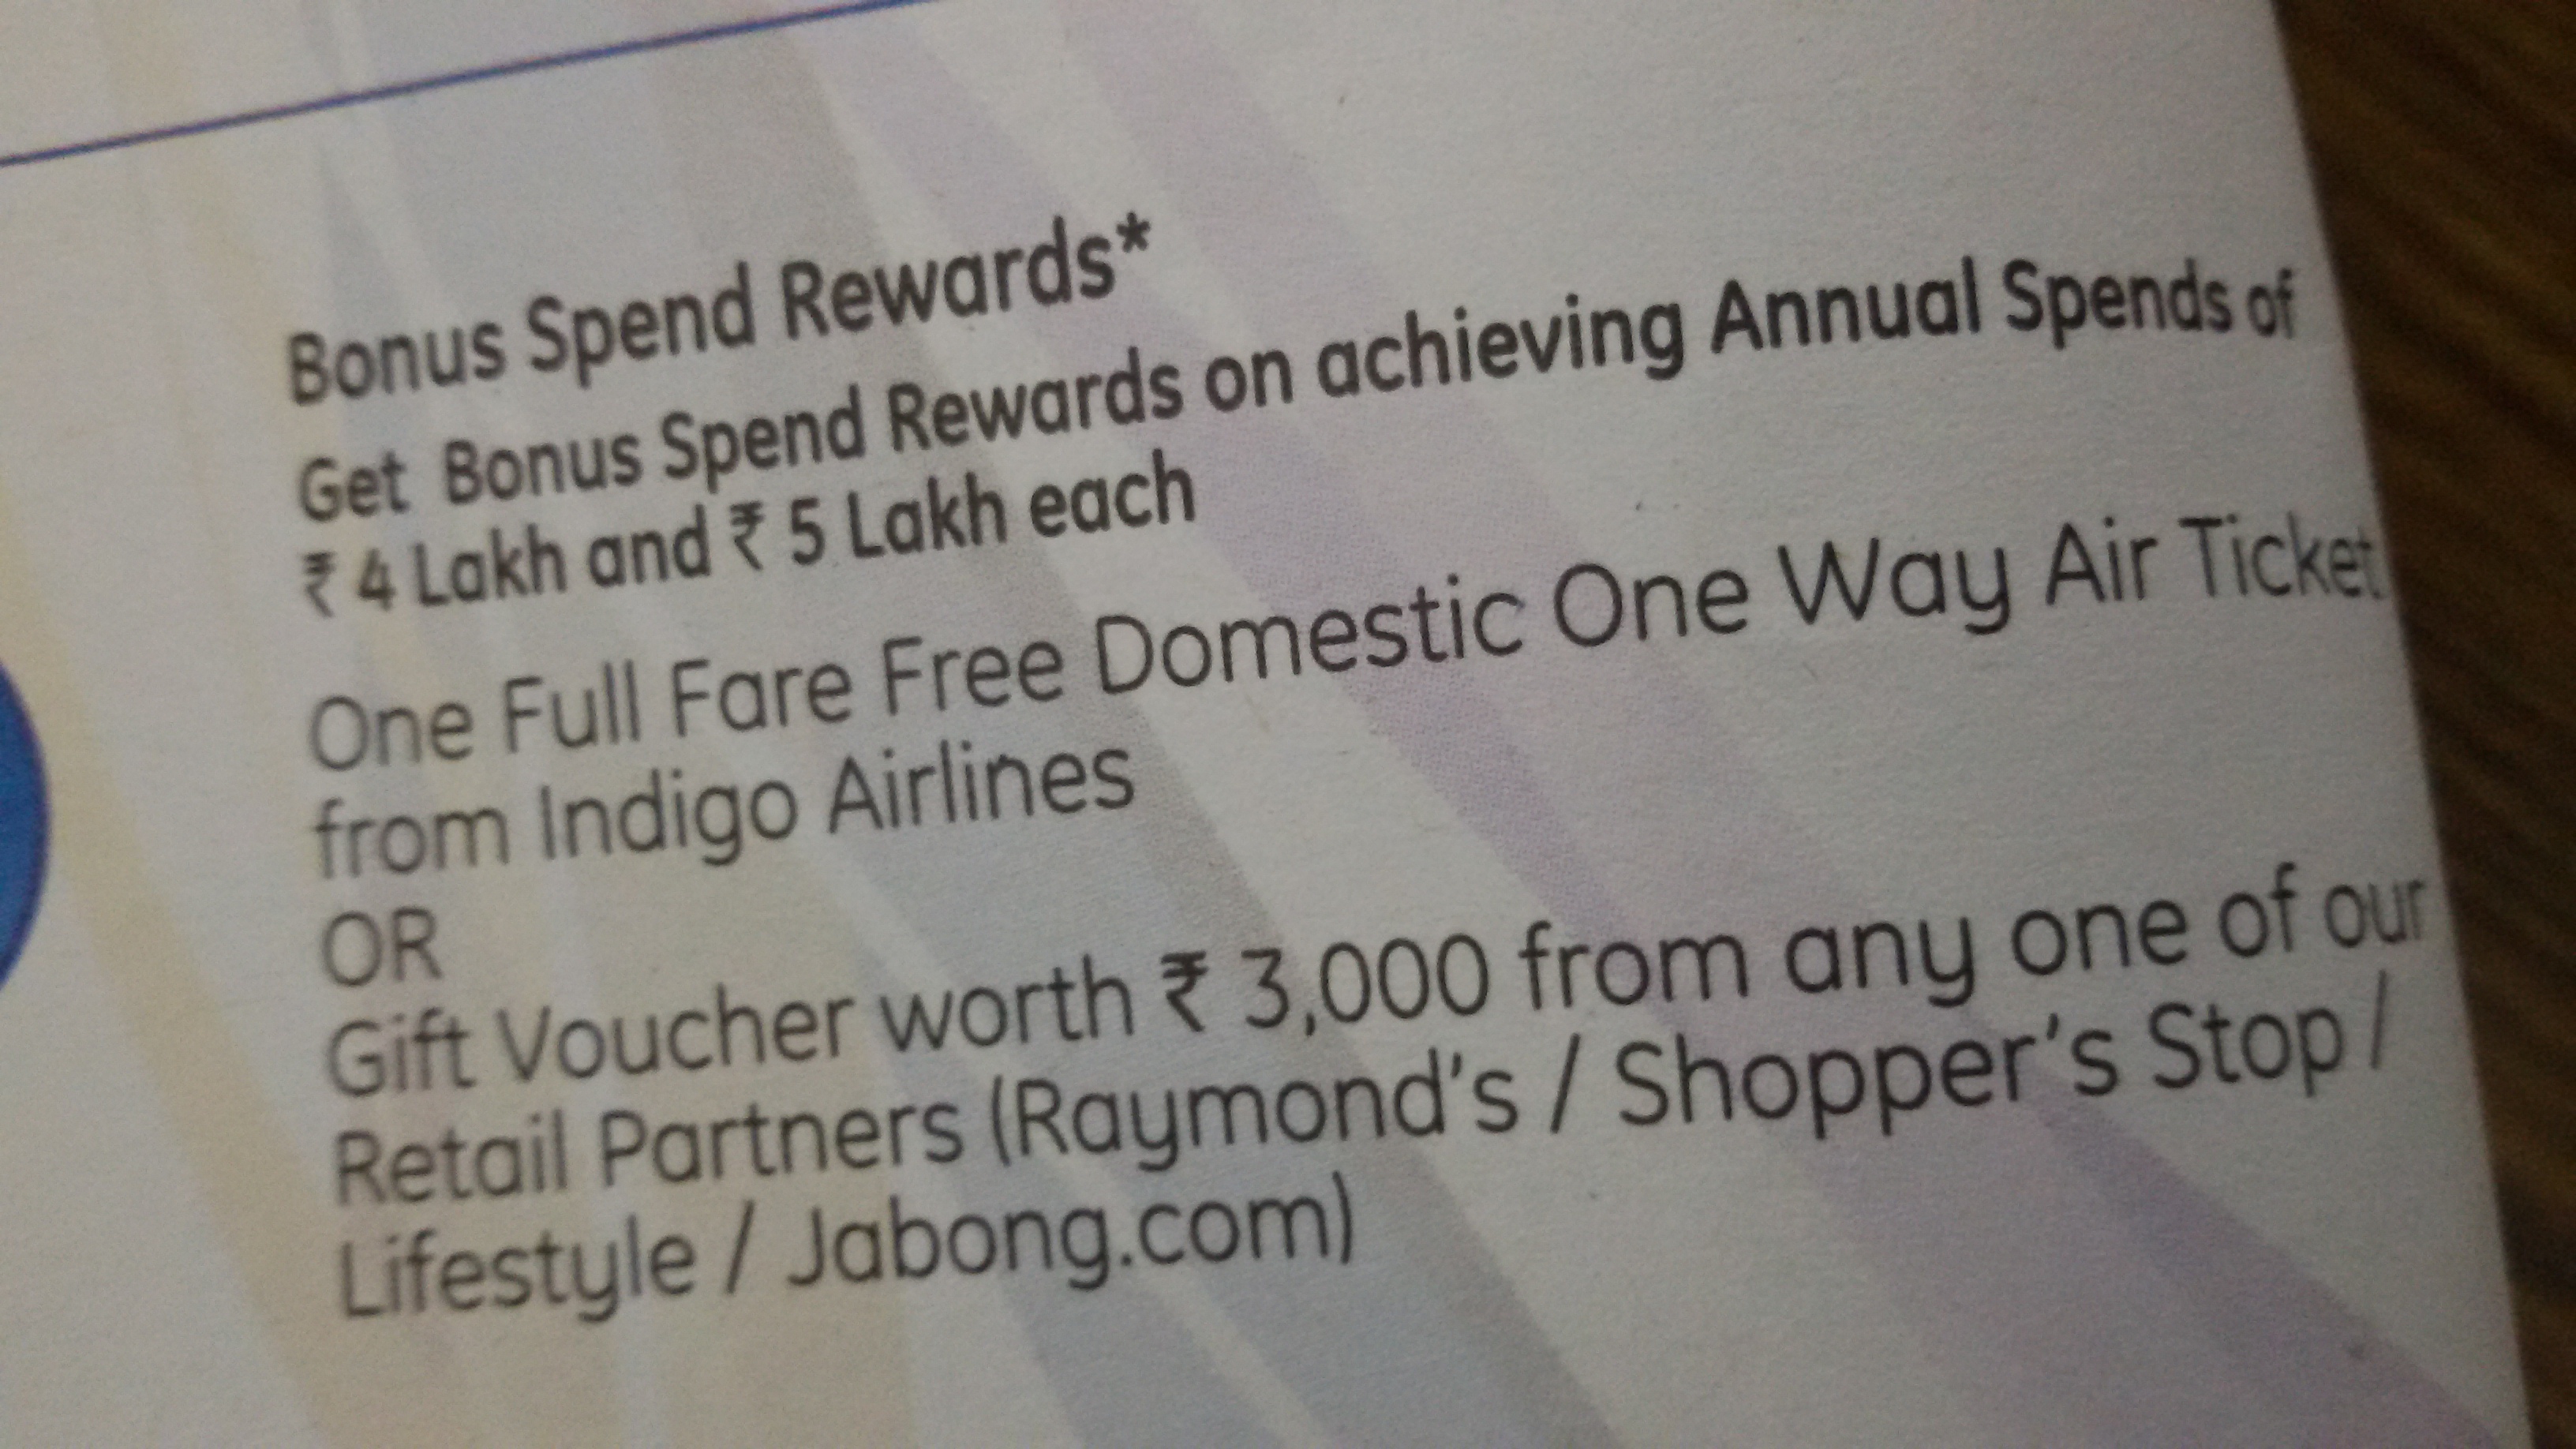 Bonus Spend Rewards*
Get Bonus Spend Rewards on achieving Annual Spends of
₹ 4 Lakh and ₹ 5 Lakh each
One Full Fare Free Domestic One Way Air Ticket
from Indigo Airlines
OR
Gift Voucher worth ₹ 3,000 from any one of our
Retail Partners (Raymond's / Shopper's Stop /
Lifestyle / Jabong.com)